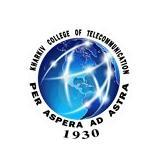 KHARKIV COLLEGE OF TELECOMMUNICATION
PER ASPERA AD ASTRA
1930